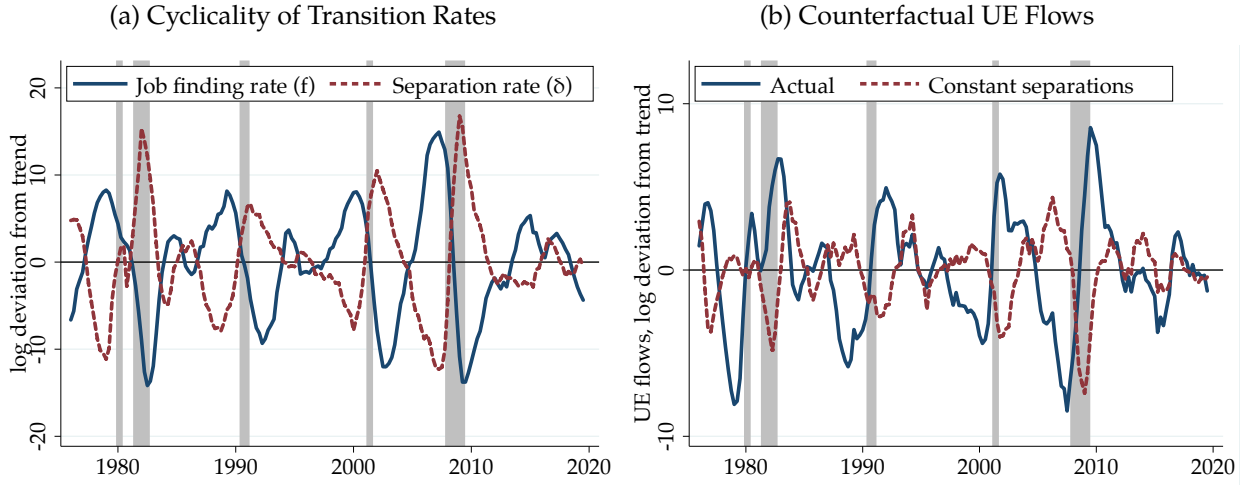 (a) Cyclicality of Transition Rates
log deviation from trend
20
10
0
-10
-20
Job finding rate (f)
Separation rate (δ)
1980
1990
2000
2010
2020
(b) Counterfactual UE Flows
UE flows, log deviation from trend
10
0
-10
Actual
Constant separations
1980
1990
2000
2010
2020